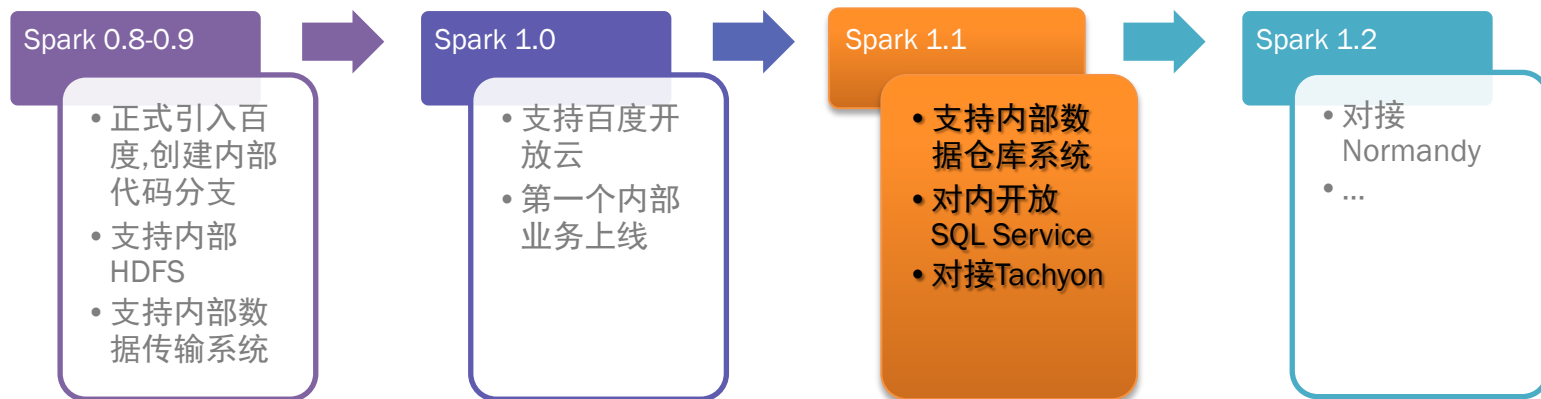 Spark 0.8-0.9
• 正式引入百
度,创建内部
代码分支
• 支持内部
HDFS
• 支持内部数
据传输系统
Spark 1.0
• 支持百度开
放云
• 第一个内部
业务上线
Spark 1.1
• 支持内部数
据仓库系统
• 对内开放
SQL Service
• 对接Tachyon
Spark 1.2
• 对接
Normandy
• ...